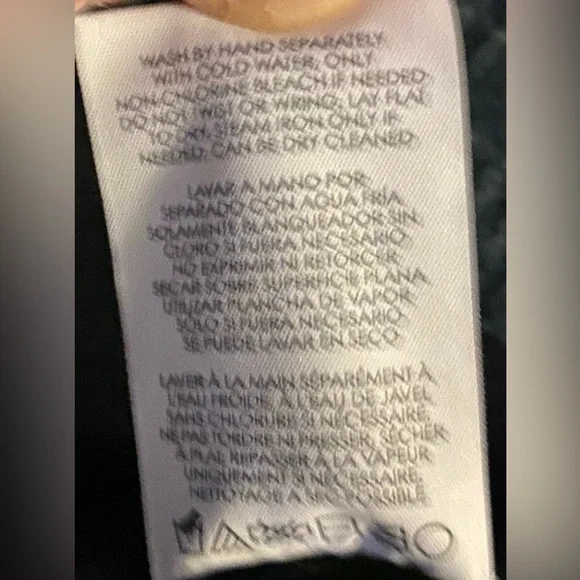 WASH BY HAND SEPARATELY
WITH COLD WATER, ONLY
NON-CHLORINE BLEACH IF NEEDED
DO NOT WET OR WRING, LAY FLAT
TO DRY, STEAM IRON ONLY IF
NEEDED, CAN BE DRY CLEANED
LAVAR A MANO POR
SEPARADO CON AGUA FRÍA
SOLAMENTE BLANQUEADOR SIN
CLORO SI FUERA NECESARIO
NO EXPRIMIR NI RETORCER
SECAR SOBRE SUPERFICIE PLANA
UTILIZAR PLANCHA DE VAPOR
SÓLO SI FUERA NECESARIO
SE PUEDE LAVAR EN SECO
LAVER À LA MAIN SÉPARÉMENT À
L'EAU FROIDE, À L'EAU DE JAVEL
SANS CHLORURE SI NÉCESSAIRE,
NE PAS TORDRE NI PRESSER, SÉCHER
À PLAT, REPASSER À LA VAPEUR
UNIQUEMENT SI NÉCESSAIRE,
NETTOYAGE À SEC POSSIBLE